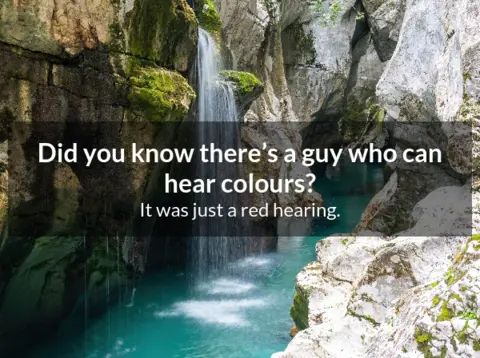 Did you know there’s a guy who can
hear colours?
It was just a red hearing.